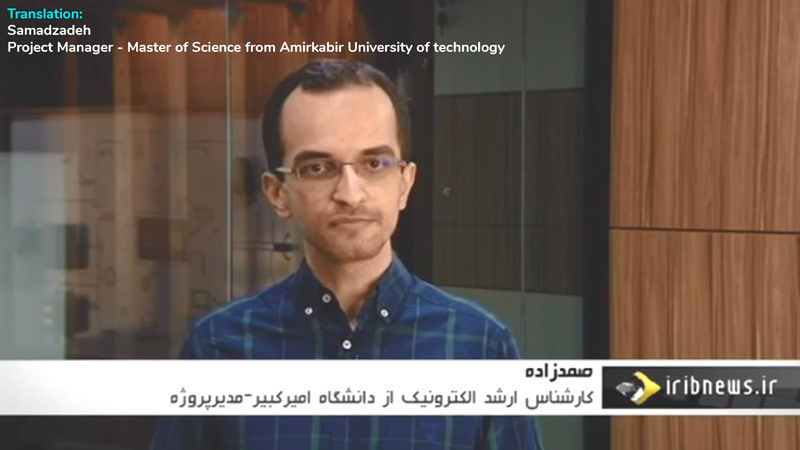 Translation:
Samadzadeh
Project Manager - Master of Science from Amirkabir University of technology
صمدزاده
کارشناس ارشد الکترونیک از دانشگاه امیرکبیر-مدیرپروژه
iribnews.ir